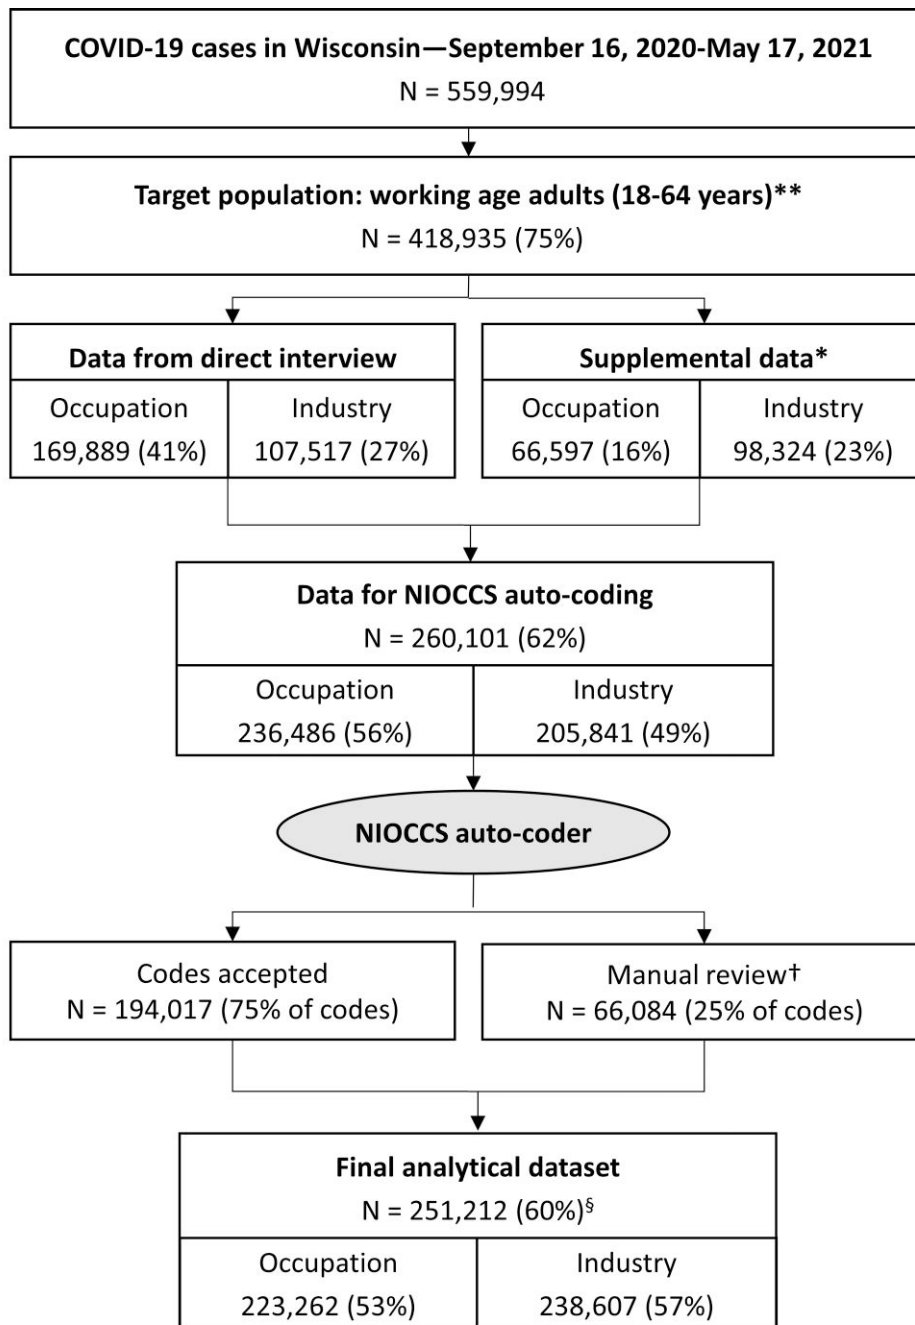 COVID-19 cases in Wisconsin—September 16, 2020-May 17, 2021
N = 559,994
Target population: working age adults (18-64 years)**
N = 418,935 (75%)
Data from direct interview
Occupation
169,889 (41%)
Industry
107,517 (27%)
Supplemental data*
Occupation
66,597 (16%)
Industry
98,324 (23%)
Data for NIOCCS auto-coding
N = 260,101 (62%)
Occupation
236,486 (56%)
Industry
205,841 (49%)
NIOCCS auto-coder
Codes accepted
N = 194,017 (75% of codes)
Manual review†
N = 66,084 (25% of codes)
Final analytical dataset
N = 251,212 (60%)§
Occupation
223,262 (53%)
Industry
238,607 (57%)